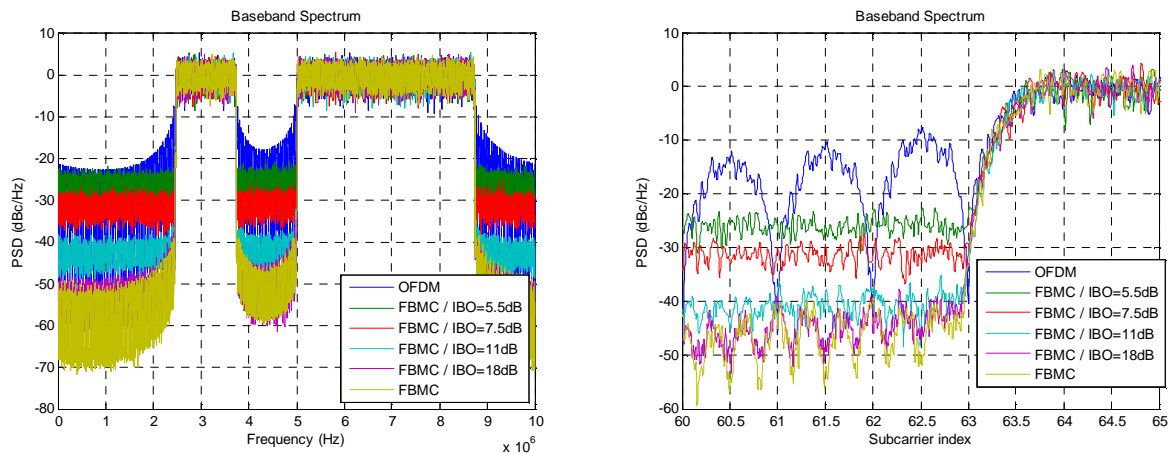 Baseband Spectrum
10
0
-10
-20
-30
-40
-50
-60
-70
-80
PSD (dBc/Hz)
OFDM
FBMC / IBO=5.5dB
FBMC / IBO=7.5dB
FBMC / IBO=11dB
FBMC / IBO=18dB
FBMC
0 1 2 3 4 5 6 7 8 9 10
Frequency (Hz)
x 10^6
Baseband Spectrum
10
0
-10
-20
-30
-40
-50
-60
PSD (dBc/Hz)
OFDM
FBMC / IBO=5.5dB
FBMC / IBO=7.5dB
FBMC / IBO=11dB
FBMC / IBO=18dB
FBMC
60 60.5 61 61.5 62 62.5 63 63.5 64 64.5 65
Subcarrier index